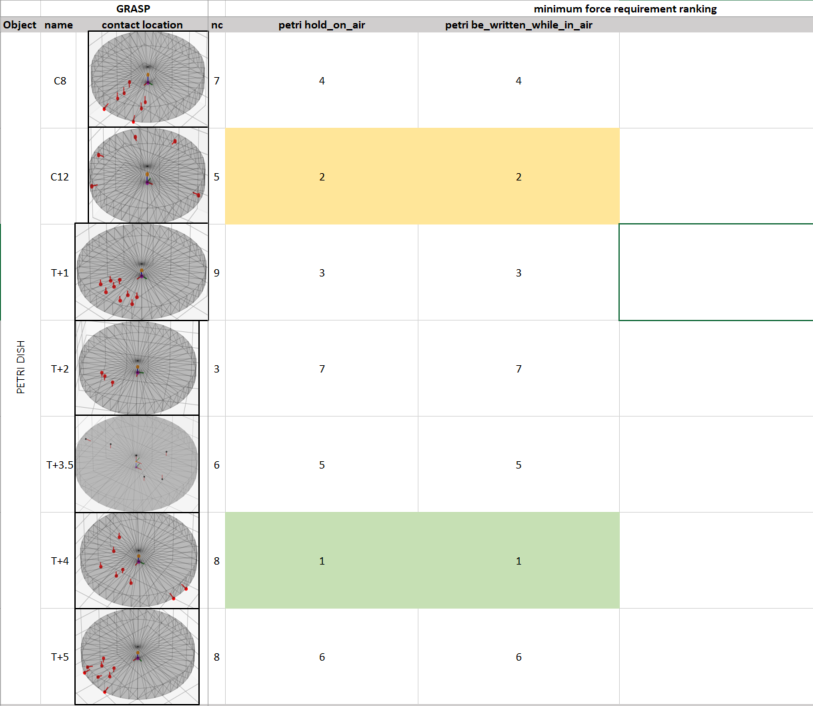 GRASP minimum force requirement ranking
Object name contact location nc petri hold_on_air petri be_written_while_in_air
C8 7 4 4
C12 5 2 2
T+1 9 3 3
PETRI DISH
T+2 3 7 7
T+3.5 6 5 5
T+4 8 1 1
T+5 8 6 6